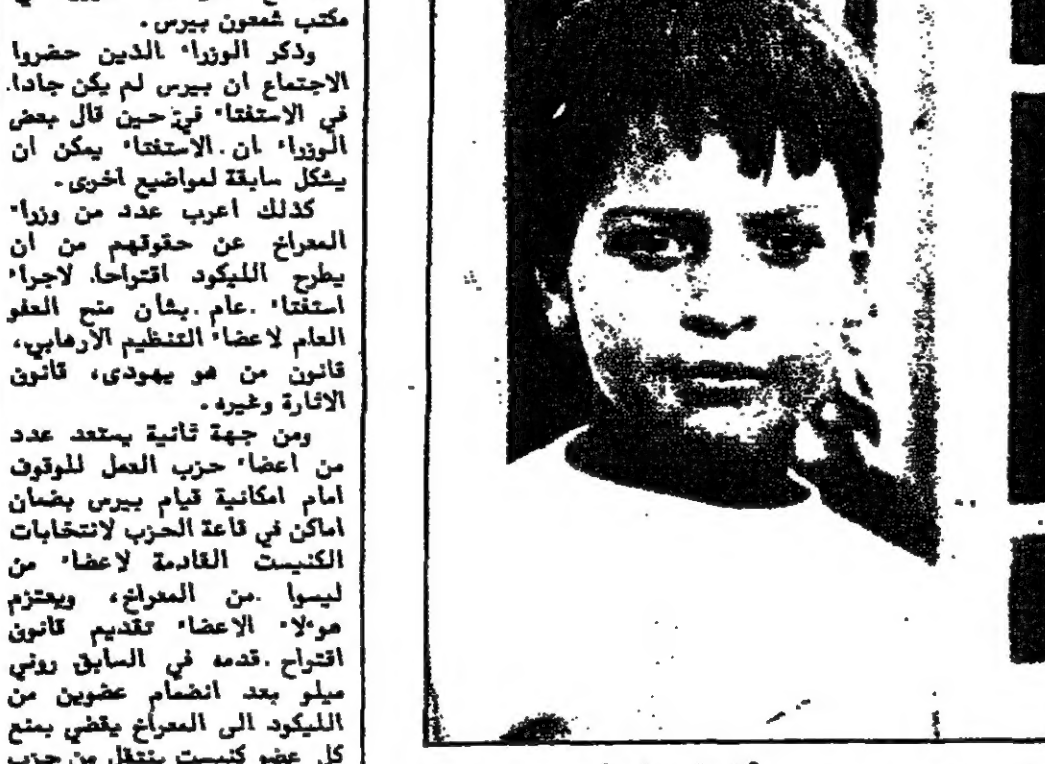 مكتب شمعون بيرس.
وذكر الوزراء الذين حضروا
الاجتماع ان بيرس لم يكن جادا.
في الاستفتاء في حين قال بعض
الوزراء ان الاستفتاء يمكن ان
يشكل سابقة لمواضيع اخرى.
كذلك اعرب عدد من وزراء
المعراخ عن حقوقهم من ان
يطرح الليكود اقتراحا لاجراء
استفتاء عام بشأن منح العفو
العام لاعضاء التنظيم الارهابي،
قانون من هو يهودى، قانون
الاثارة وغيره.
ومن جهة ثانية يستعد عدد
من اعضاء حزب العمل للوقوف
امام امكانية قيام بيرس بضمان
اماكن في قاعة الحزب لانتخابات
الكنيست القادمة لاعضاء من
ليسوا من المعراخ، ويعتزم
هوءلاء الاعضاء تقديم قانون
اقتراح قدمه في السابق روني
ميلو بعد انضمام عضوين من
الليكود الى المعراخ يقضي بمنع
كل عضو كنيست ينتقل من حزب